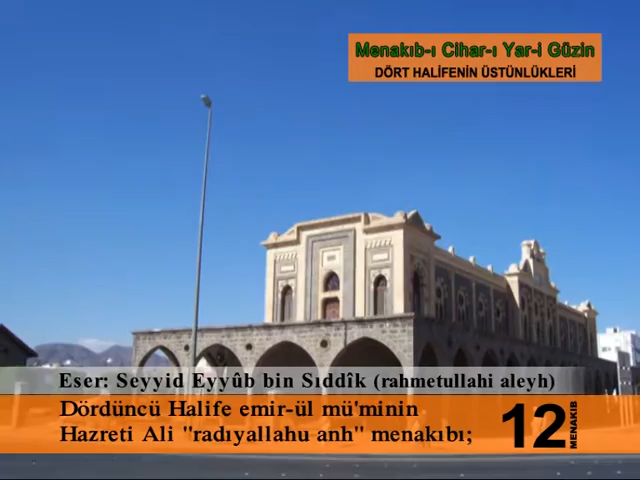 Menakıb-ı Cihar-ı Yar-i Güzin
DÖRT HALİFENİN ÜSTÜNLÜKLERİ
Eser: Seyyid Eyyûb bin Sıddîk (rahmetullahi aleyh)
Dördüncü Halife emir-ül mü'minin
Hazreti Ali "radıyallahu anh" menakıbı;
12
MENAKIB